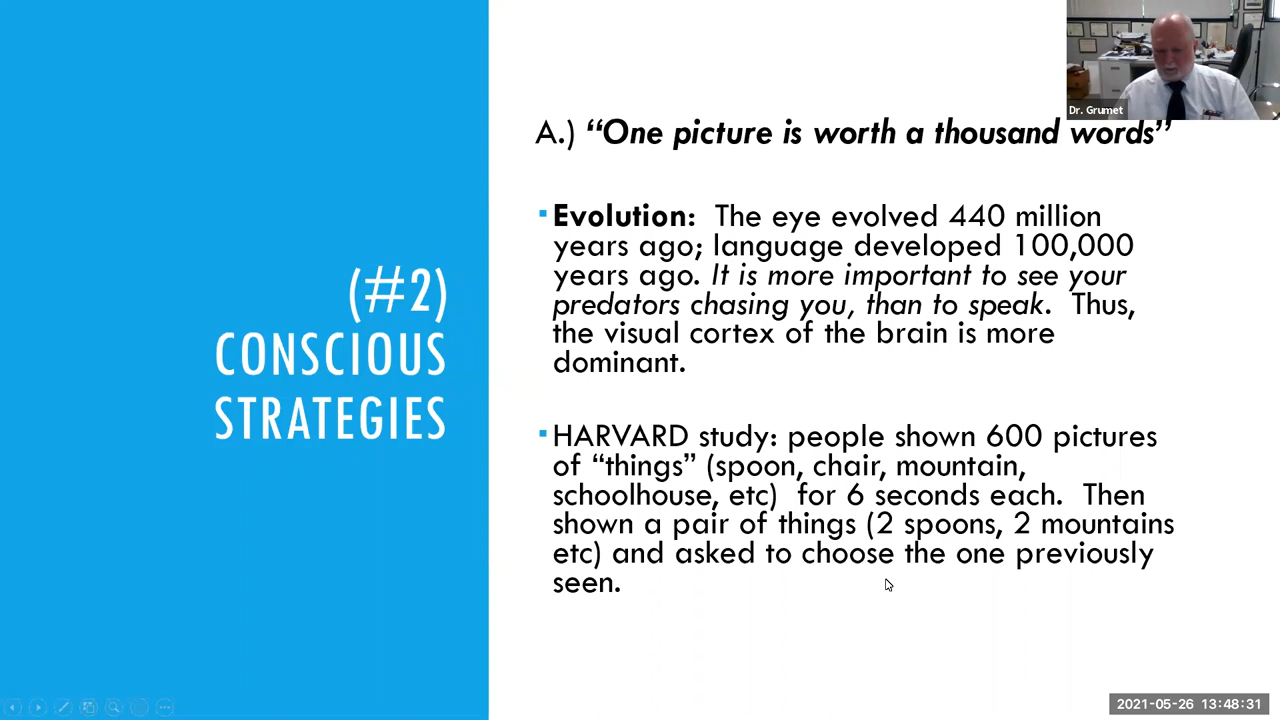 Dr. Grumet
A.) “One picture is worth a thousand words”
(#2)
CONSCIOUS
STRATEGIES
Evolution: The eye evolved 440 million
years ago; language developed 100,000
years ago. It is more important to see your
predators chasing you, than to speak. Thus,
the visual cortex of the brain is more
dominant.
HARVARD study: people shown 600 pictures
of “things” (spoon, chair, mountain,
schoolhouse, etc) for 6 seconds each. Then
shown a pair of things (2 spoons, 2 mountains
etc) and asked to choose the one previously
seen.
2021-05-26 13:48:31